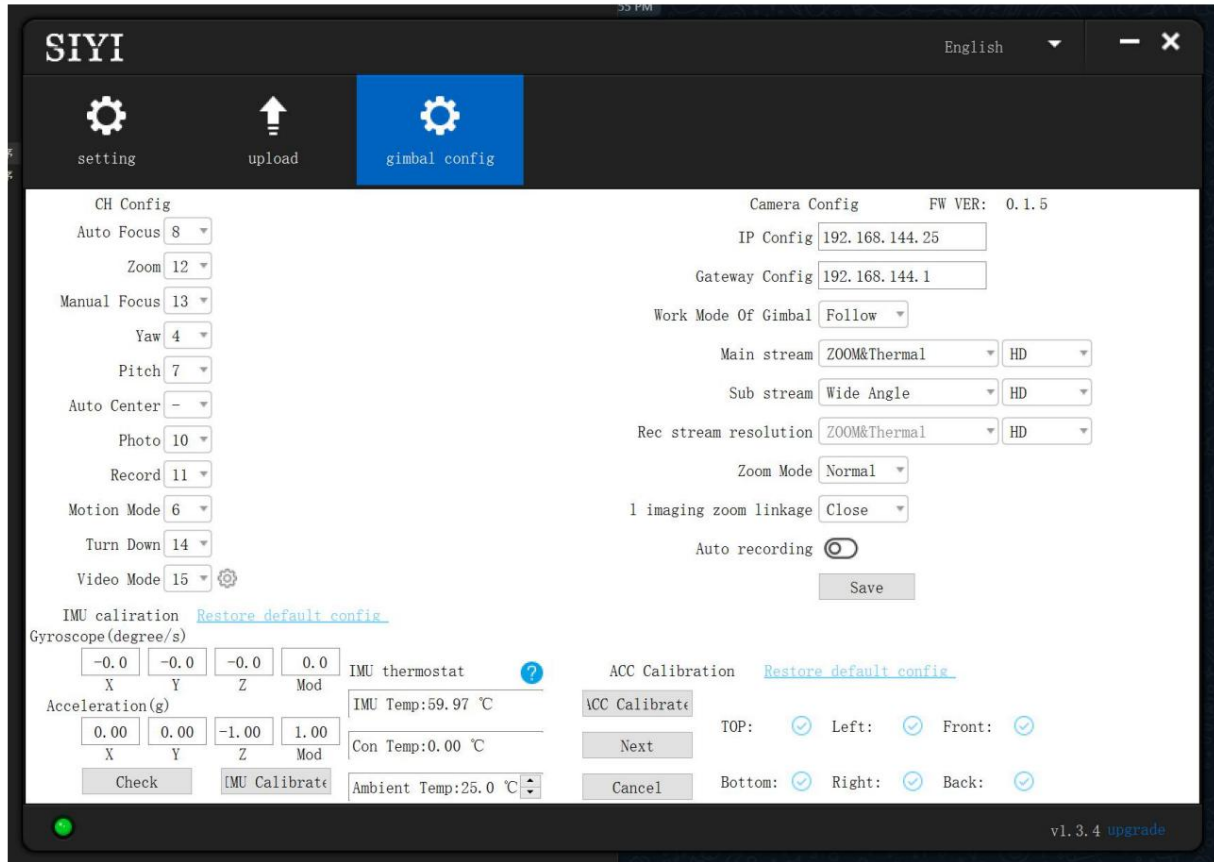 55 PM
SIYI
English
setting
upload
gimbal config
CH Config
Auto Focus 8
Zoom 12
Manual Focus 13
Yaw 4
Pitch 7
Auto Center -
Photo 10
Record 11
Motion Mode 6
Turn Down 14
Video Mode 15
Camera Config FW VER: 0.1.5
IP Config 192.168.144.25
Gateway Config 192.168.144.1
Work Mode Of Gimbal Follow
Main stream ZOOM&Thermal HD
Sub stream Wide Angle HD
Rec stream resolution ZOOM&Thermal HD
Zoom Mode Normal
l imaging zoom linkage Close
Auto recording
Save
IMU caliration Restore default config
Gyroscope(degree/s)
-0.0 -0.0 -0.0 0.0
X Y Z Mod
Acceleration(g)
0.00 0.00 -1.00 1.00
X Y Z Mod
Check IMU Calibrate
IMU thermostat ?
IMU Temp:59.97 ℃
Con Temp:0.00 ℃
Ambient Temp:25.0 ℃
ACC Calibration Restore default config
ACC Calibrate
Next
Cancel
TOP: Left: Front:
Bottom: Right: Back:
v1.3.4 upgrade